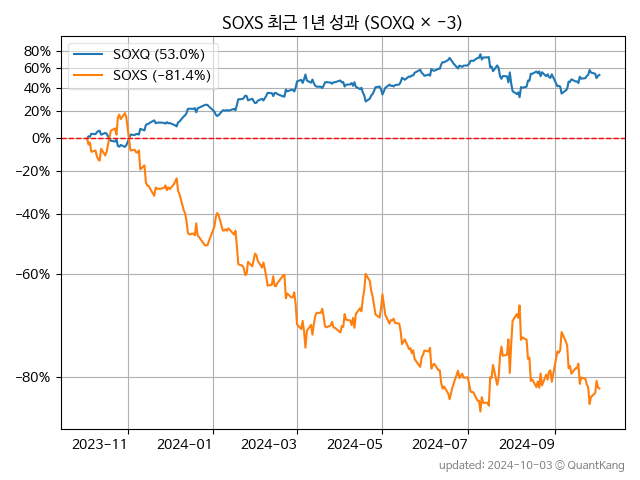 SOXS 최근 1년 성과 (SOXQ × −3)
SOXQ (53.0%)
SOXS (−81.4%)
80%
60%
40%
20%
0%
−20%
−40%
−60%
−80%
2023-11 2024-01 2024-03 2024-05 2024-07 2024-09
updated: 2024-10-03 © QuantKang